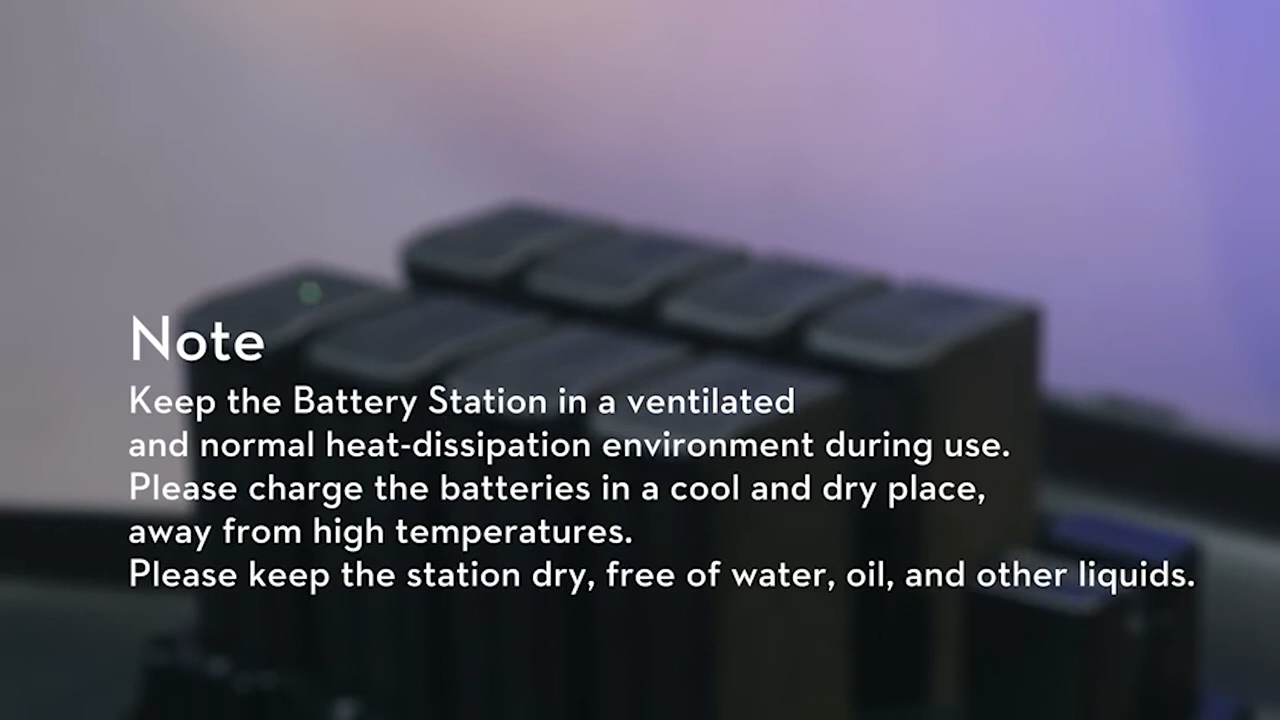 Note
Keep the Battery Station in a ventilated
and normal heat-dissipation environment during use.
Please charge the batteries in a cool and dry place,
away from high temperatures.
Please keep the station dry, free of water, oil, and other liquids.